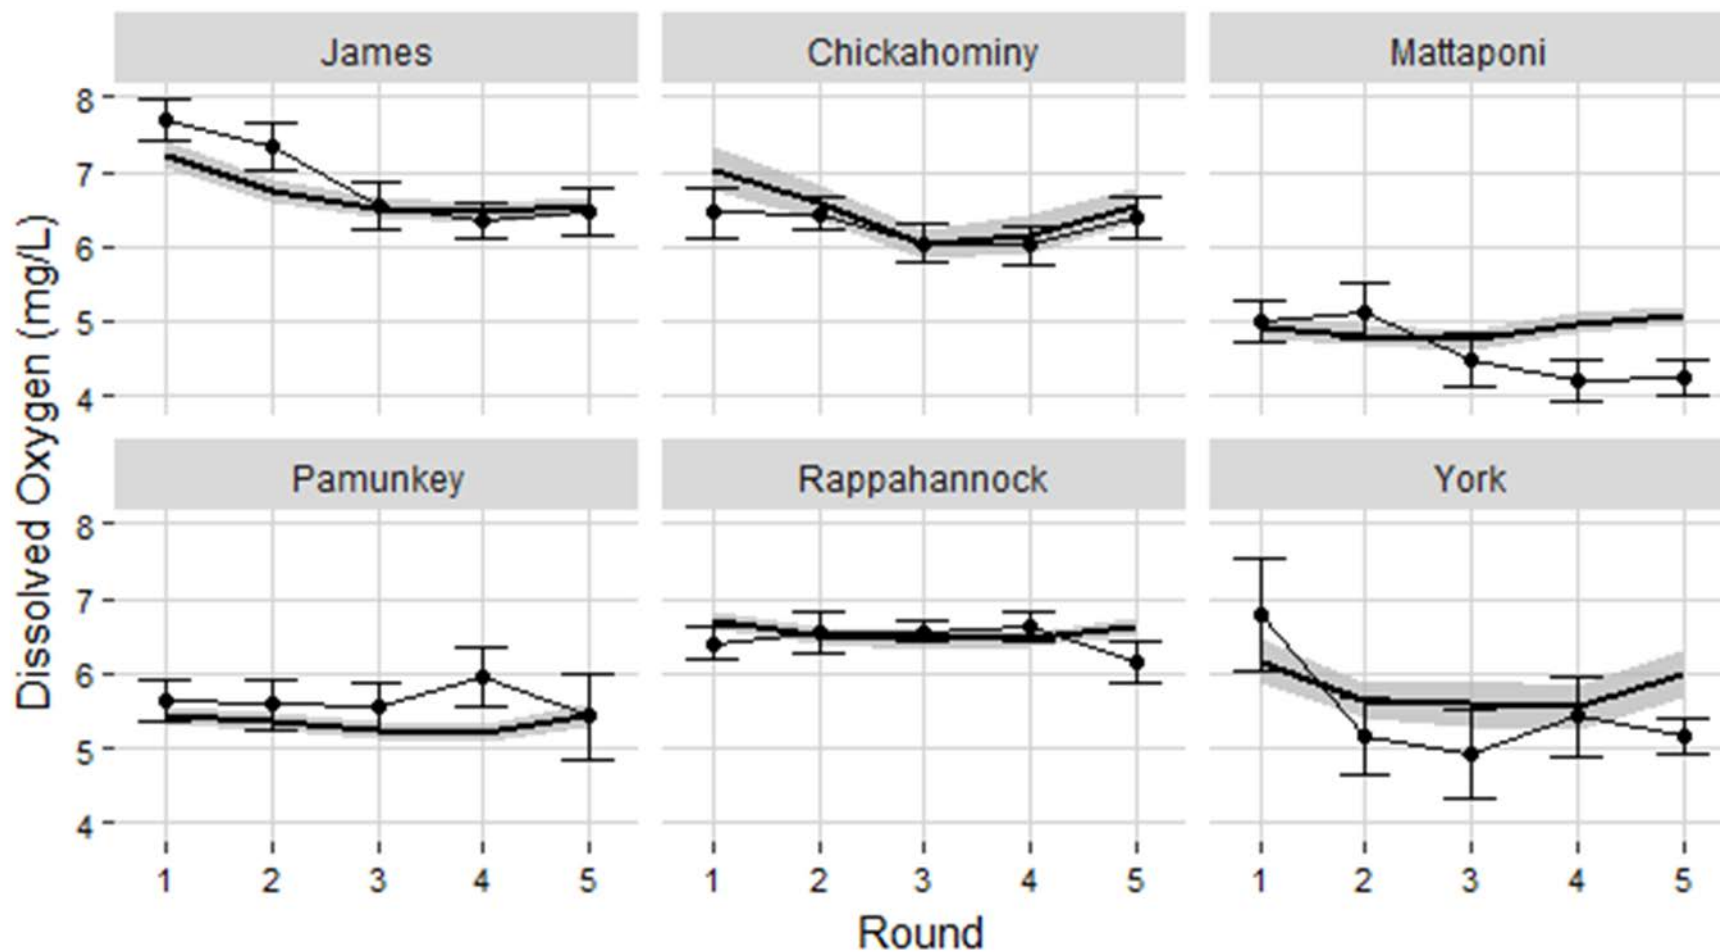 James
Chickahominy
Mattaponi
8
7
6
5
4
Pamunkey
Rappahannock
York
8
7
6
5
4
1 2 3 4 5
1 2 3 4 5
1 2 3 4 5
Round
Dissolved Oxygen (mg/L)